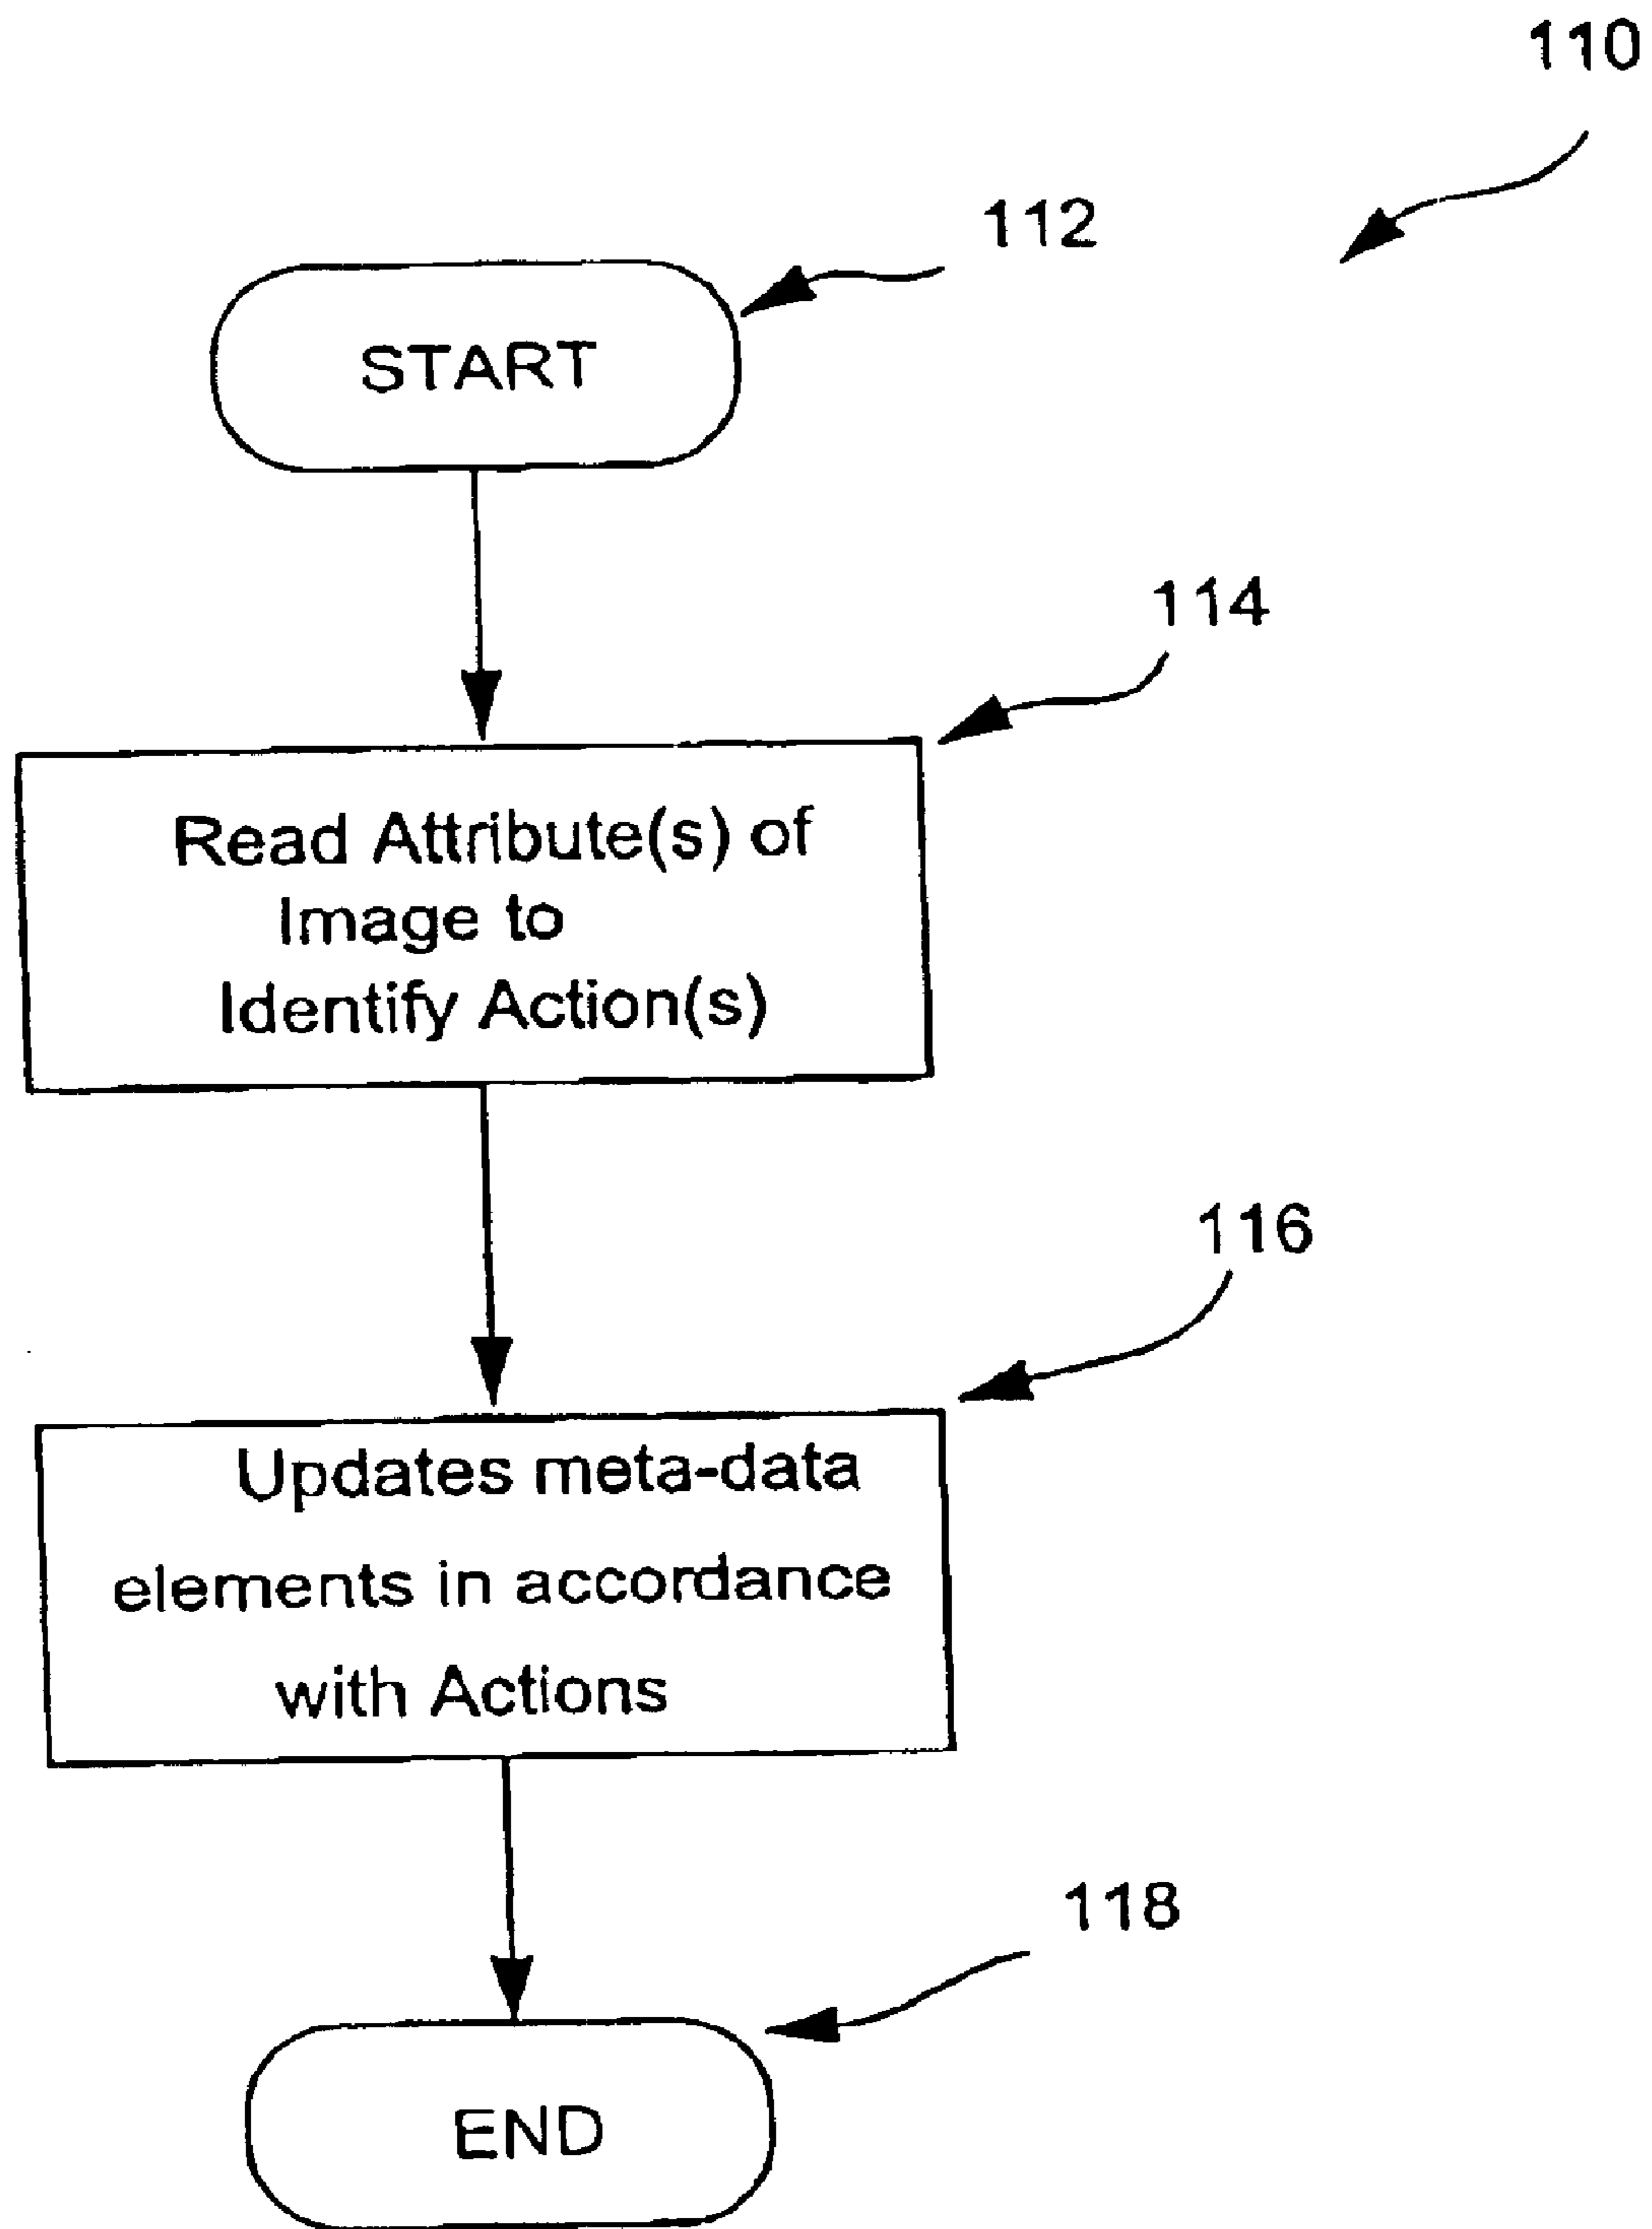 110
112
START
114
Read Attribute(s) of
Image to
Identify Action(s)
116
Updates meta-data
elements in accordance
with Actions
118
END